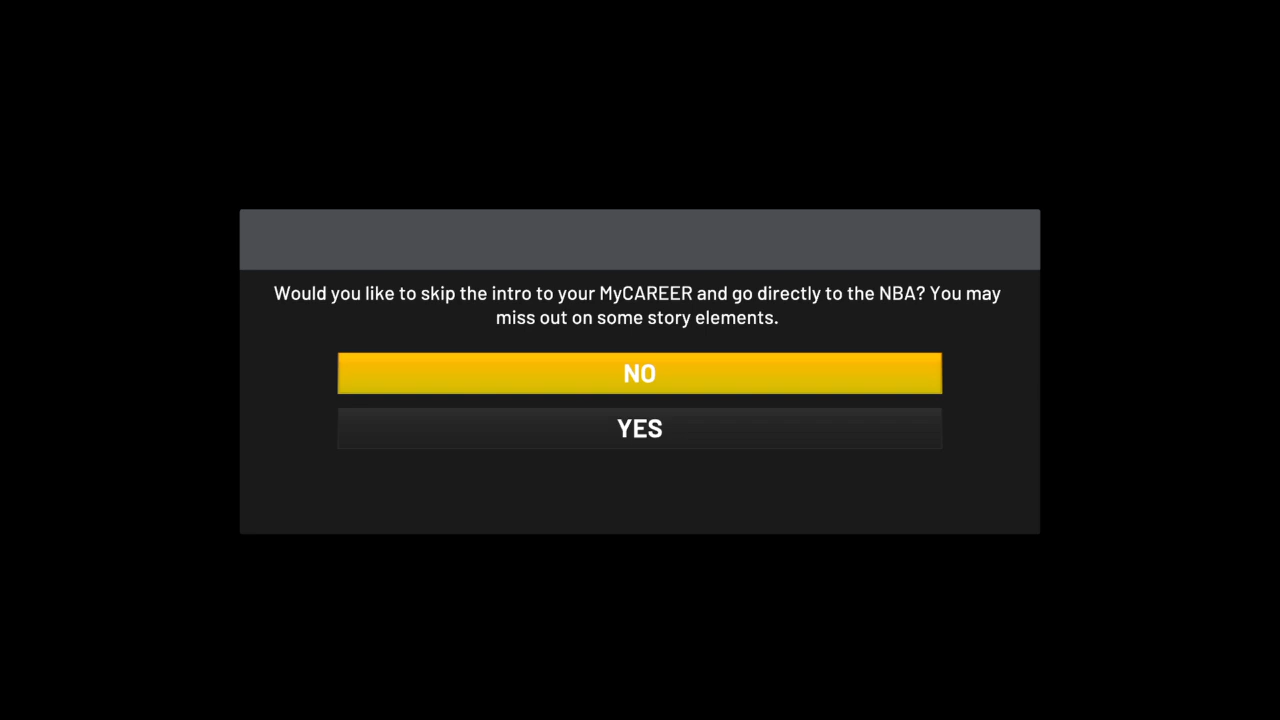 Would you like to skip the intro to your MyCAREER and go directly to the NBA? You may
miss out on some story elements.
NO
YES